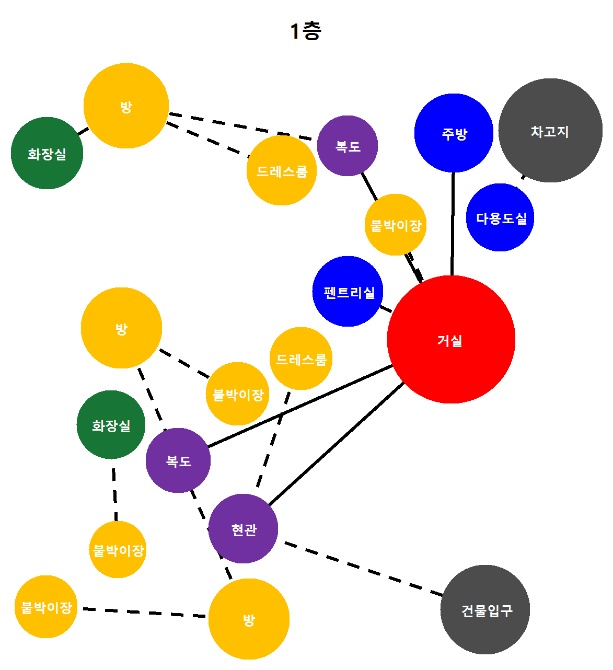 1층
방
화장실
드레스룸
복도
주방
차고지
다용도실
붙박이장
펜트리실
거실
방
드레스룸
붙박이장
화장실
복도
현관
붙박이장
붙박이장
방
건물입구